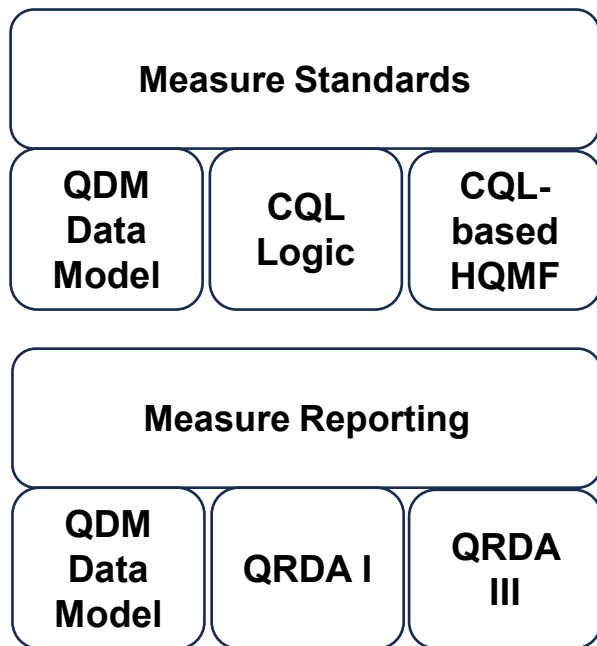 Measure Standards
QDM
Data
Model
CQL
Logic
CQL-
based
HQMF
Measure Reporting
QDM
Data
Model
QRDA I
QRDA
III